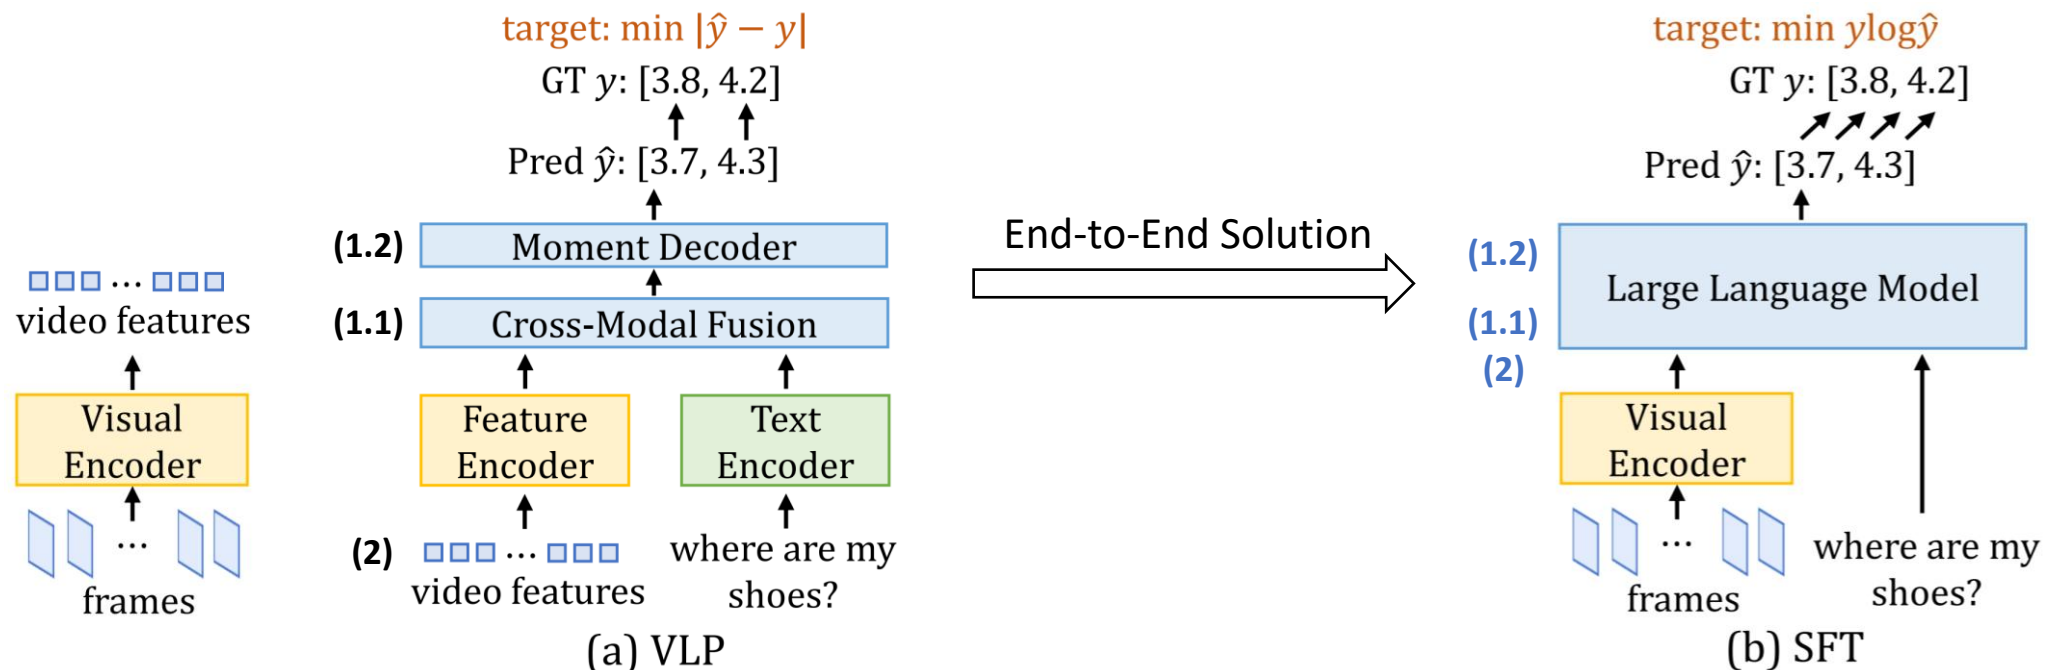 video features
Visual
Encoder
...
frames
target: min |ŷ − y|
GT y: [3.8, 4.2]
Pred ŷ: [3.7, 4.3]
(1.2)
Moment Decoder
(1.1)
Cross-Modal Fusion
Feature
Encoder
Text
Encoder
(2)
...
video features
where are my
shoes?
(a) VLP
End-to-End Solution
target: min ylogŷ
GT y: [3.8, 4.2]
Pred ŷ: [3.7, 4.3]
(1.2)
Large Language Model
(1.1)
(2)
Visual
Encoder
...
frames
where are my
shoes?
(b) SFT